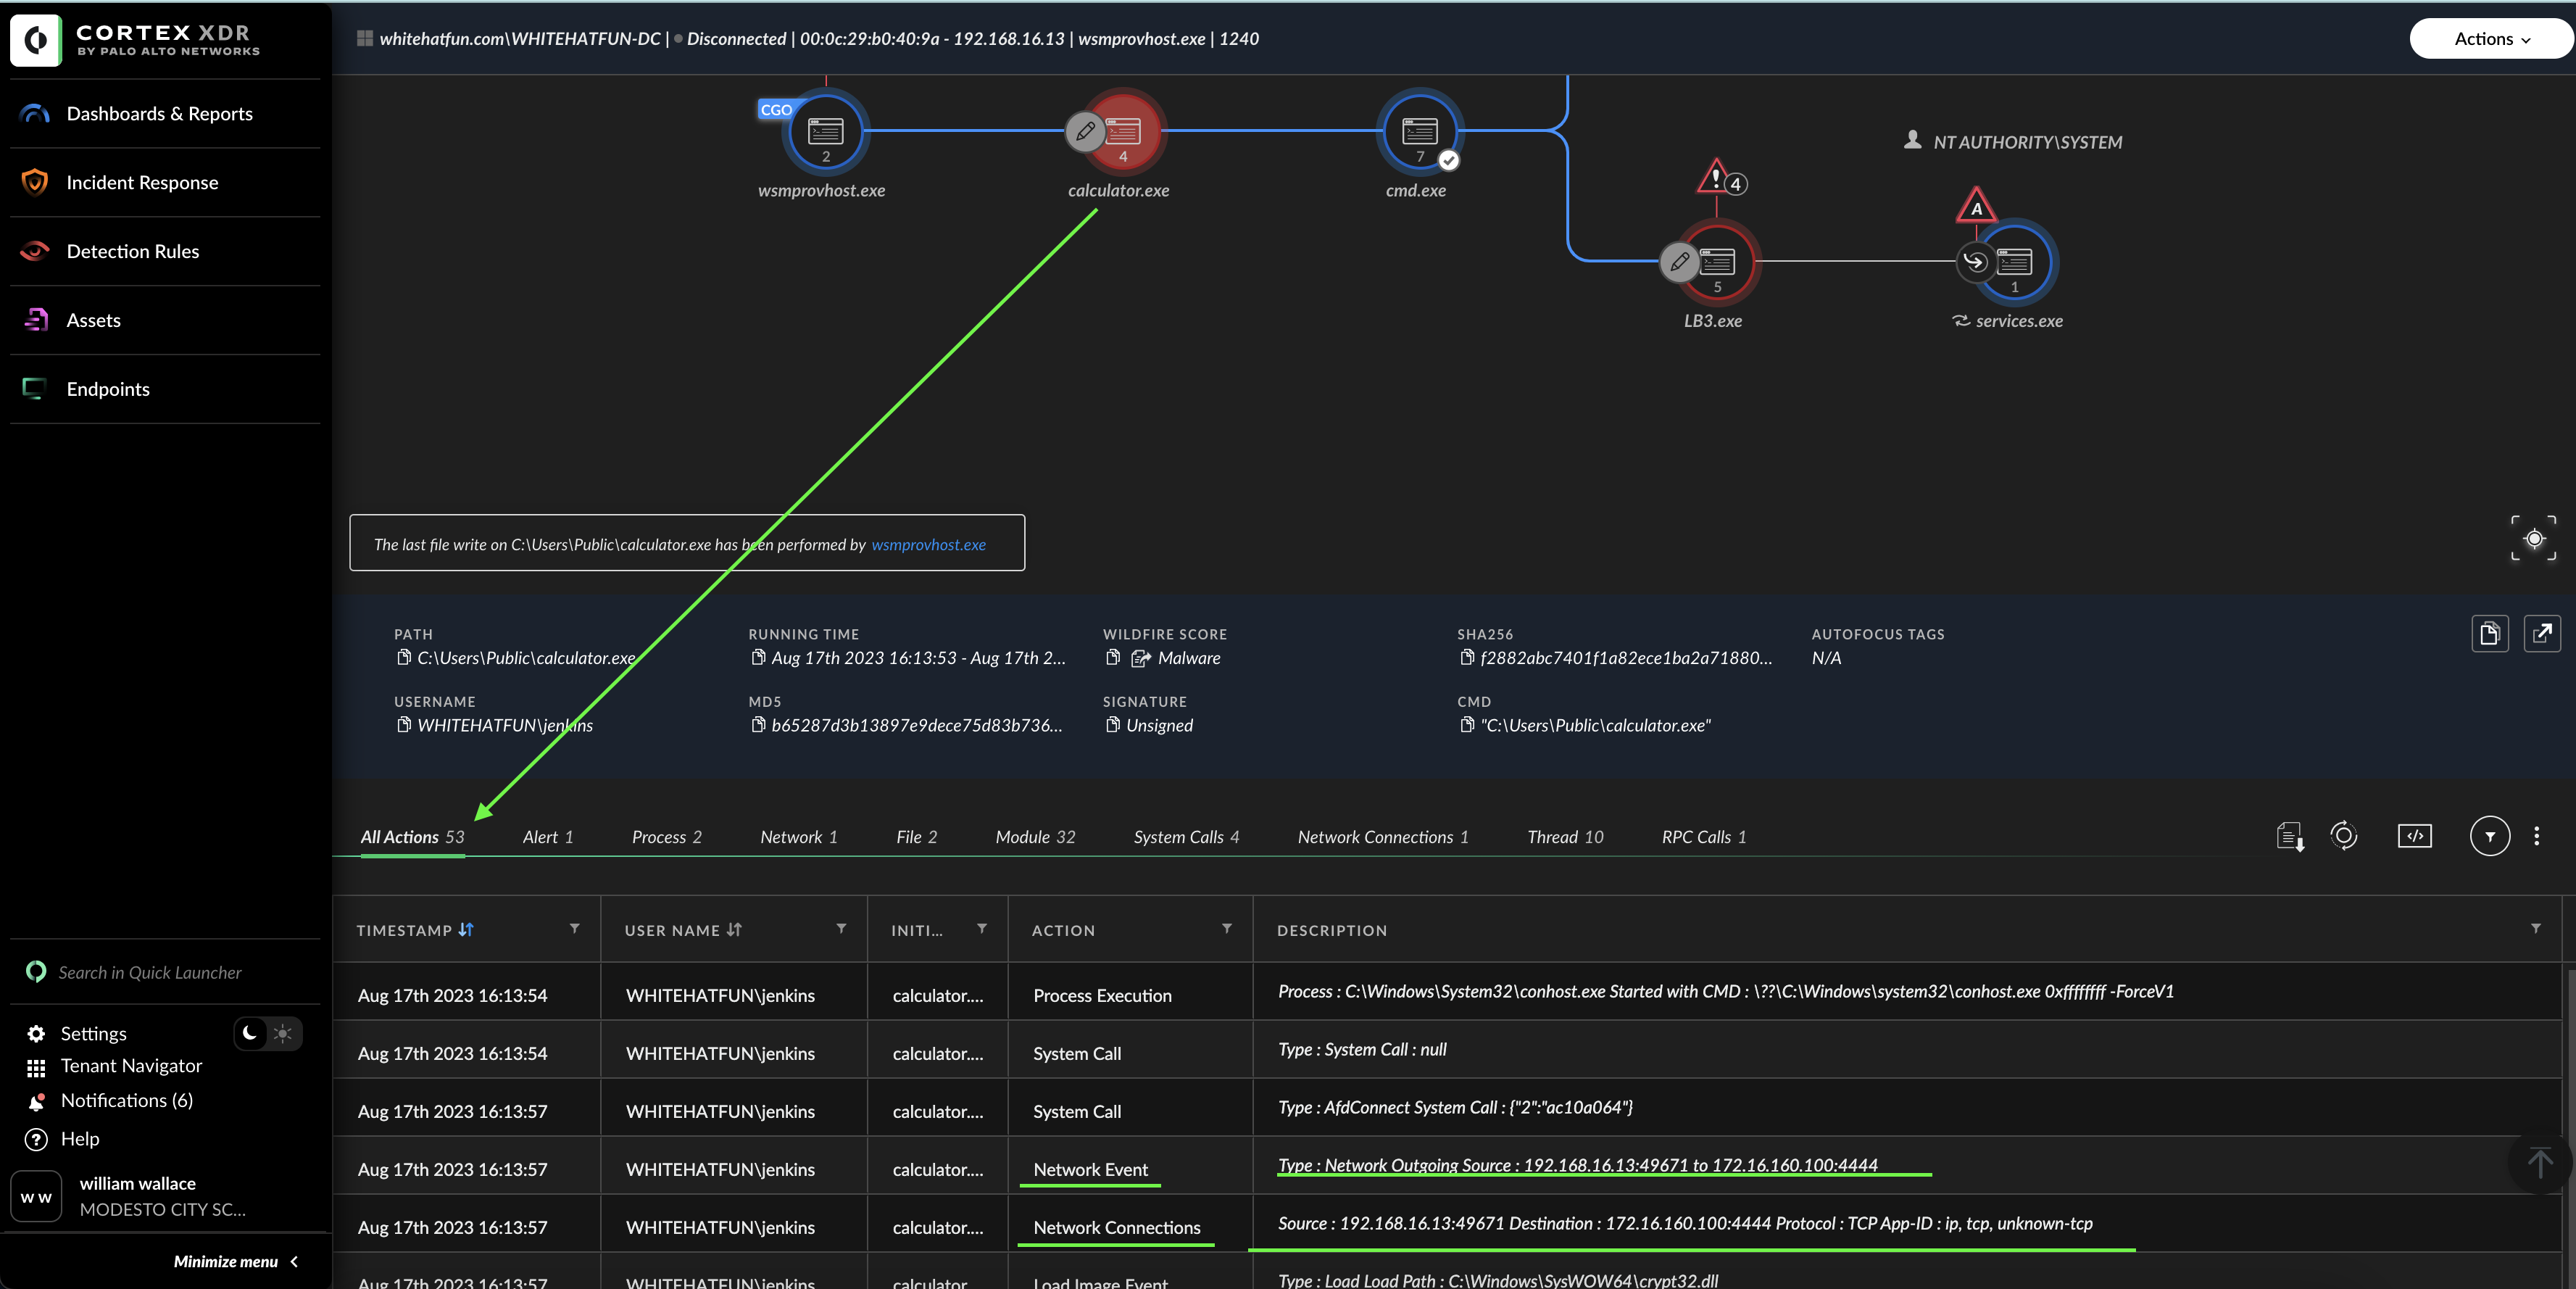 CORTEX XDR
BY PALO ALTO NETWORKS
Dashboards & Reports
Incident Response
Detection Rules
Assets
Endpoints
Search in Quick Launcher
Settings
Tenant Navigator
Notifications (6)
Help
W W
william wallace
MODESTO CITY SC...
Minimize menu
whitehatfun.com\WHITEHATFUN-DC | Disconnected | 00:0c:29:b0:40:9a - 192.168.16.13 | wsmprovhost.exe | 1240
Actions
CGO
2
wsmprovhost.exe
4
calculator.exe
7
cmd.exe
NT AUTHORITY\SYSTEM
4
5
LB3.exe
A
1
services.exe
The last file write on C:\Users\Public\calculator.exe has been performed by wsmprovhost.exe
PATH
C:\Users\Public\calculator.exe
RUNNING TIME
Aug 17th 2023 16:13:53 - Aug 17th 2...
WILDFIRE SCORE
Malware
SHA256
f2882abc7401f1a82ece1ba2a71880...
AUTOFOCUS TAGS
N/A
USERNAME
WHITEHATFUN\jenkins
MD5
b65287d3b13897e9dece75d83b736...
SIGNATURE
Unsigned
CMD
"C:\Users\Public\calculator.exe"
All Actions 53 Alert 1 Process 2 Network 1 File 2 Module 32 System Calls 4 Network Connections 1 Thread 10 RPC Calls 1
TIMESTAMP USER NAME INITI... ACTION DESCRIPTION
Aug 17th 2023 16:13:54 WHITEHATFUN\jenkins calculator.... Process Execution Process : C:\Windows\System32\conhost.exe Started with CMD : \??\C:\Windows\system32\conhost.exe 0xffffffff -ForceV1
Aug 17th 2023 16:13:54 WHITEHATFUN\jenkins calculator.... System Call Type : System Call : null
Aug 17th 2023 16:13:57 WHITEHATFUN\jenkins calculator.... System Call Type : AfdConnect System Call : {"2":"ac10a064"}
Aug 17th 2023 16:13:57 WHITEHATFUN\jenkins calculator.... Network Event Type : Network Outgoing Source : 192.168.16.13:49671 to 172.16.160.100:4444
Aug 17th 2023 16:13:57 WHITEHATFUN\jenkins calculator.... Network Connections Source : 192.168.16.13:49671 Destination : 172.16.160.100:4444 Protocol : TCP App-ID : ip, tcp, unknown-tcp
Aug 17th 2023 16:13:57 WHITEHATFUN\jenkins calculator.... Load Image Event Type : Load Load Path : C:\Windows\SysWOW64\crypt32.dll